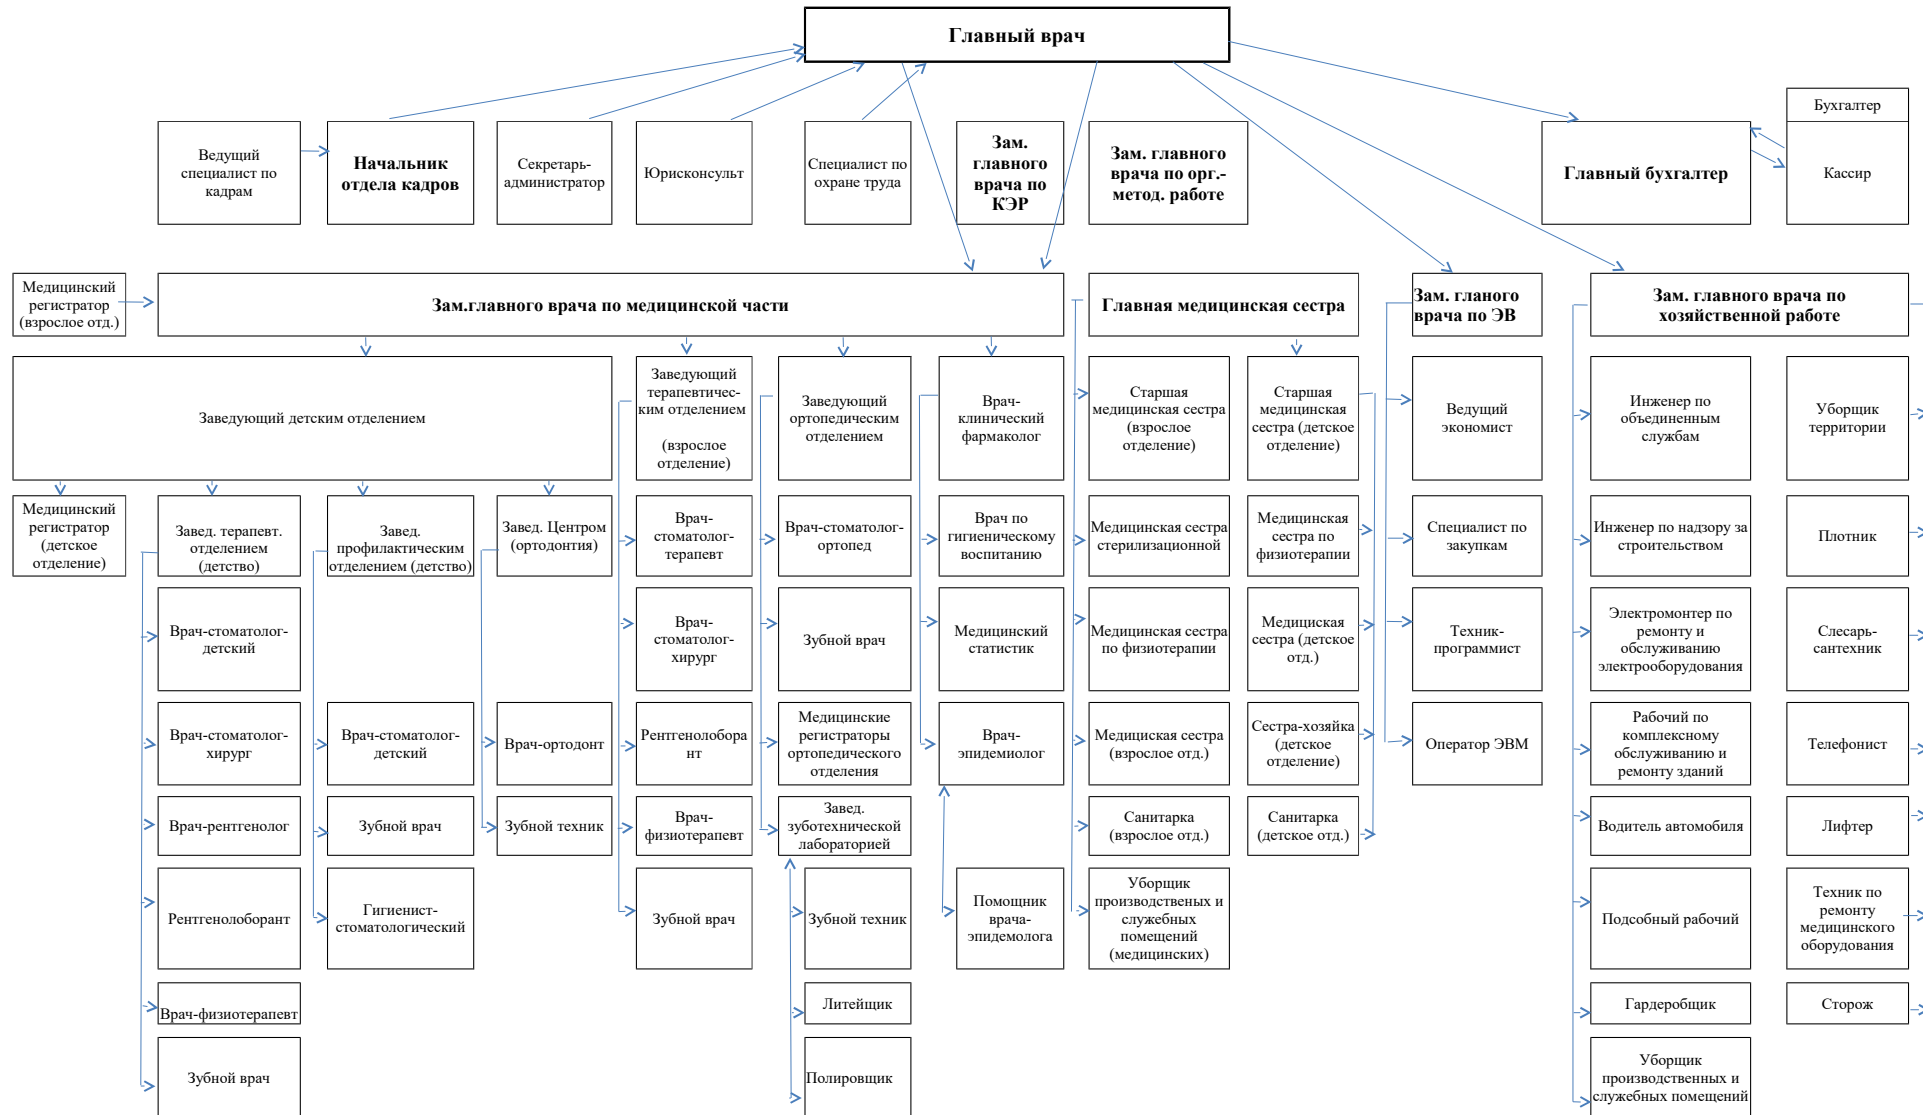 Главный врач
Бухгалтер
Ведущий
специалист по
кадрам
Начальник
отдела кадров
Секретарь-
администратор
Юрисконсульт
Специалист по
охране труда
Зам.
главного
врача по
КЭР
Зам. главного
врача по орг.-
метод. работе
Главный бухгалтер
Кассир
Медицинский
регистратор
(взрослое отд.)
Зам.главного врача по медицинской части
Главная медицинская сестра
Зам. гланого
врача по ЭВ
Зам. главного врача по
хозяйственной работе
Заведующий детским отделением
Заведующий
терапевтичес-
ким отделением
(взрослое
отделение)
Заведующий
ортопедическим
отделением
Врач-
клинический
фармаколог
Старшая
медицинская сестра
(взрослое
отделение)
Старшая
медицинская
сестра (детское
отделение)
Ведущий
экономист
Инженер по
объединенным
службам
Уборщик
территории
Медицинский
регистратор
(детское
отделение)
Завед. терапевт.
отделением
(детство)
Завед.
профилактическим
отделением (детство)
Завед. Центром
(ортодонтия)
Врач-
стоматолог-
терапевт
Врач-стоматолог-
ортопед
Врач по
гигиеническому
воспитанию
Медицинская сестра
стерилизационной
Медицинская
сестра по
физиотерапии
Специалист по
закупкам
Инженер по надзору за
строительством
Плотник
Врач-стоматолог-
детский
Врач-
стоматолог-
хирург
Зубной врач
Медицинский
статистик
Медицинская сестра
по физиотерапии
Медициская
сестра (детское
отд.)
Техник-
программист
Электромонтер по
ремонту и
обслуживанию
электрооборудования
Слесарь-
сантехник
Врач-стоматолог-
хирург
Врач-стоматолог-
детский
Врач-ортодонт
Рентгенолобора
нт
Медицинские
регистраторы
ортопедического
отделения
Врач-
эпидемиолог
Медициская сестра
(взрослое отд.)
Сестра-хозяйка
(детское
отделение)
Оператор ЭВМ
Рабочий по
комплексному
обслуживанию и
ремонту зданий
Телефонист
Врач-рентгенолог
Зубной врач
Зубной техник
Врач-
физиотерапевт
Завед.
зуботехнической
лабораторией
Санитарка
(взрослое отд.)
Санитарка
(детское отд.)
Водитель автомобиля
Лифтер
Рентгенолоборант
Гигиенист-
стоматологический
Зубной врач
Зубной техник
Помощник
врача-
эпидемолога
Уборщик
производственых и
служебных
помещений
(медицинских)
Подсобный рабочий
Техник по
ремонту
медицинского
оборудования
Врач-физиотерапевт
Литейщик
Гардеробщик
Сторож
Зубной врач
Полировщик
Уборщик
производственных и
служебных помещений